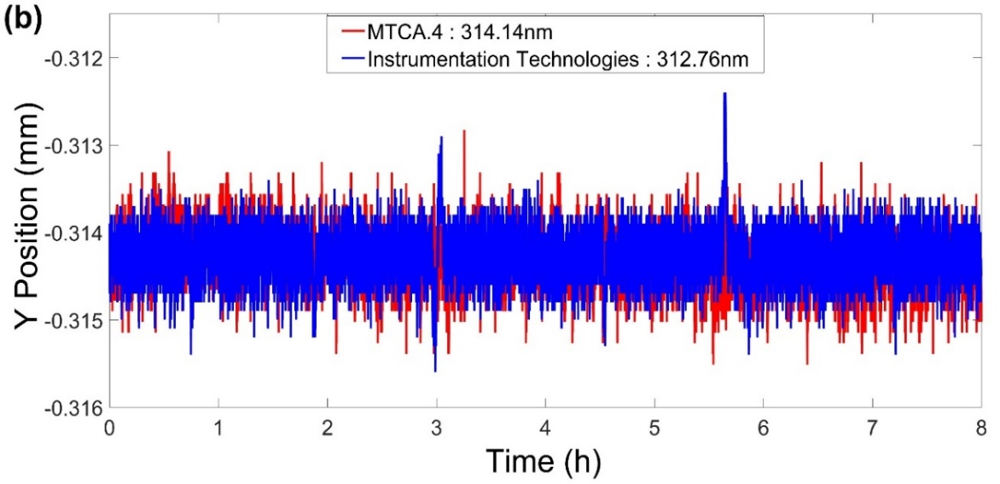 (b)
MTCA.4 : 314.14nm
Instrumentation Technologies : 312.76nm
Y Position (mm)
-0.312
-0.313
-0.314
-0.315
-0.316
0 1 2 3 4 5 6 7 8
Time (h)